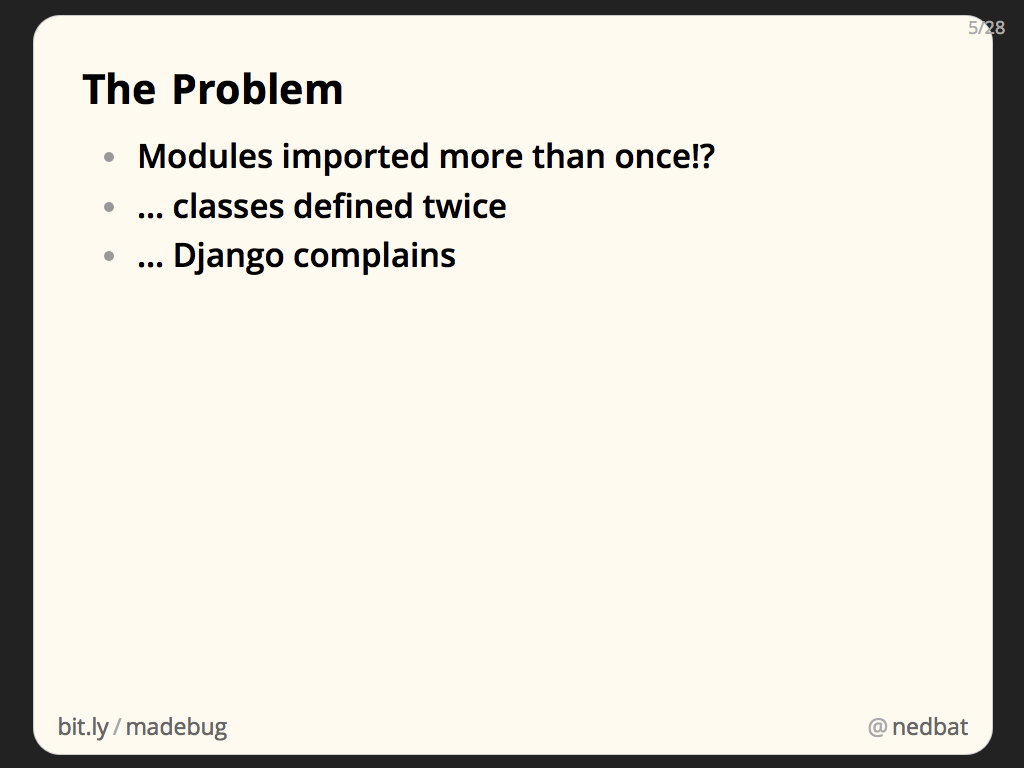 5/28
The Problem
• Modules imported more than once!?
• ... classes defined twice
• ... Django complains
bit.ly/madebug
@nedbat